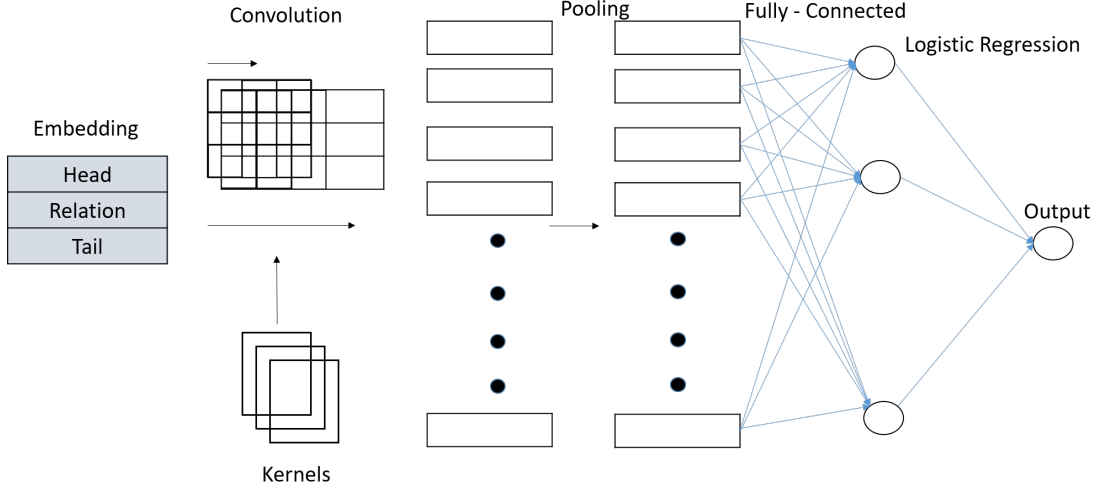 Convolution
Pooling
Fully - Connected
Logistic Regression
Embedding
Head
Relation
Tail
Output
Kernels